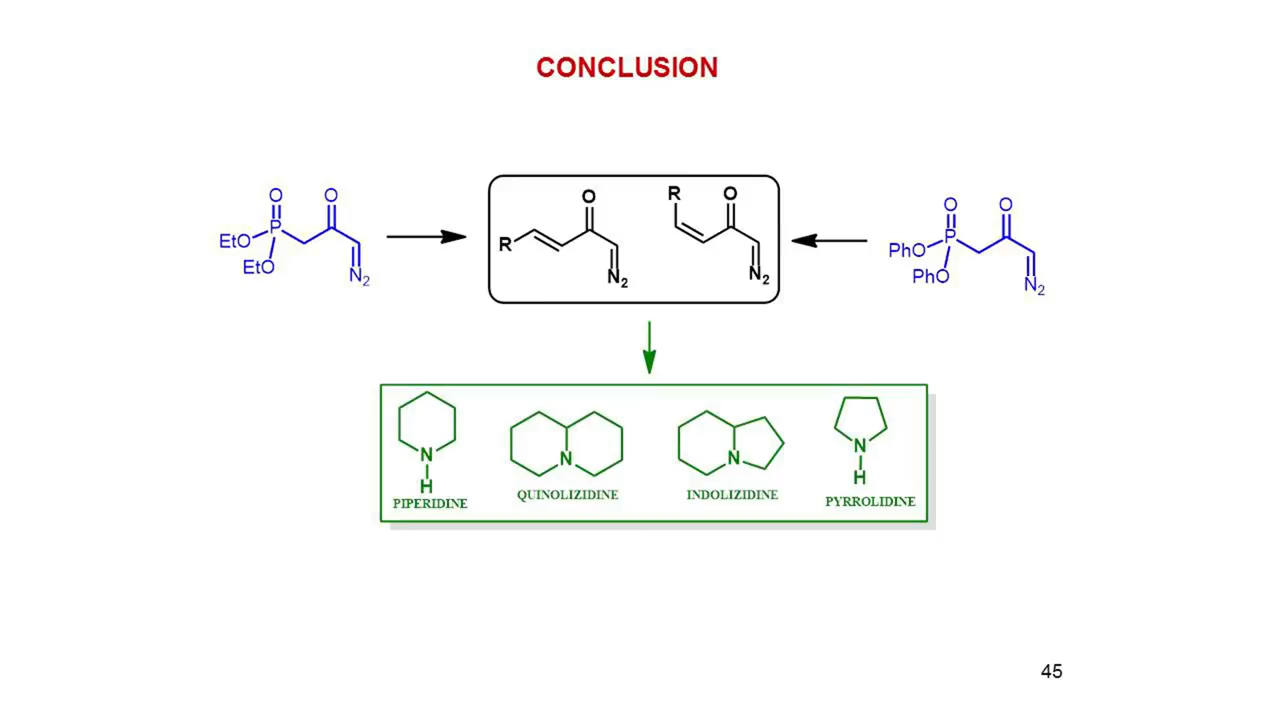 CONCLUSION
O O
EtO P
EtO N₂
R O
N₂
R O
N₂
O O
PhO P
PhO N₂
N
H
PIPERIDINE
N
QUINOLIZIDINE
N
INDOLIZIDINE
N
H
PYRROLIDINE
45